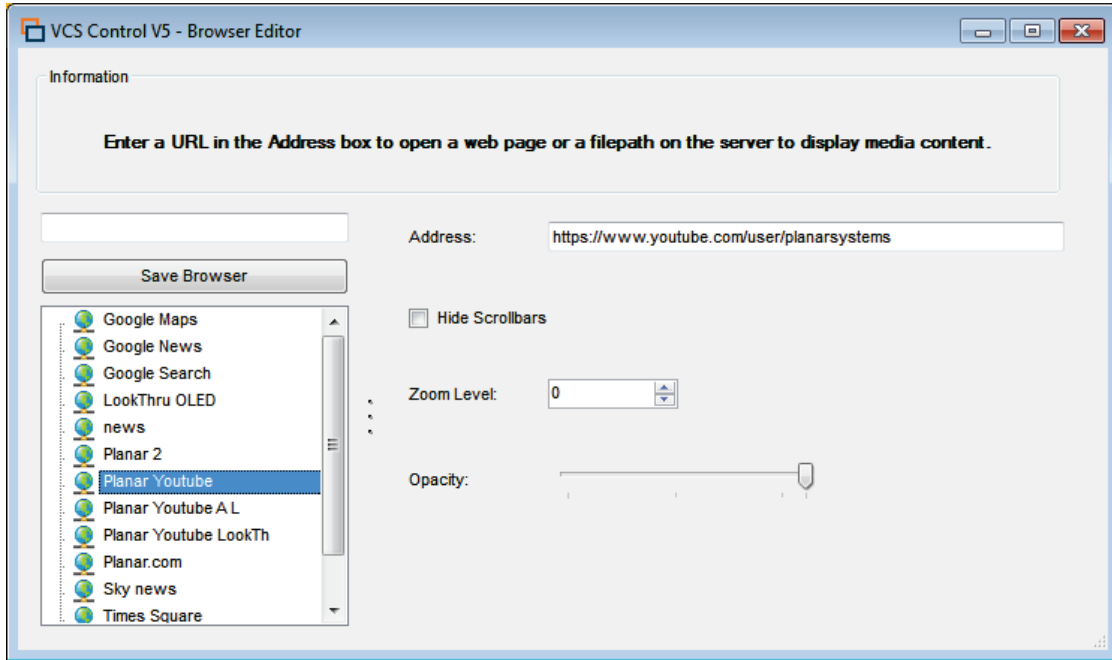 VCS Control V5 - Browser Editor
Information
Enter a URL in the Address box to open a web page or a filepath on the server to display media content.
Address:
https://www.youtube.com/user/planarsystems
Save Browser
Google Maps
Google News
Google Search
LookThru OLED
news
Planar 2
Planar Youtube
Planar Youtube A L
Planar Youtube LookTh
Planar.com
Sky news
Times Square
Hide Scrollbars
Zoom Level:
0
Opacity: